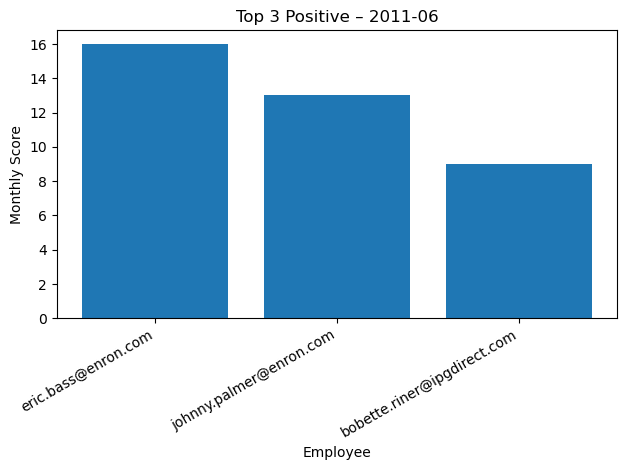 Top 3 Positive – 2011-06
Monthly Score
16
14
12
10
8
6
4
2
0
eric.bass@enron.com
johnny.palmer@enron.com
bobette.riner@ipgdirect.com
Employee